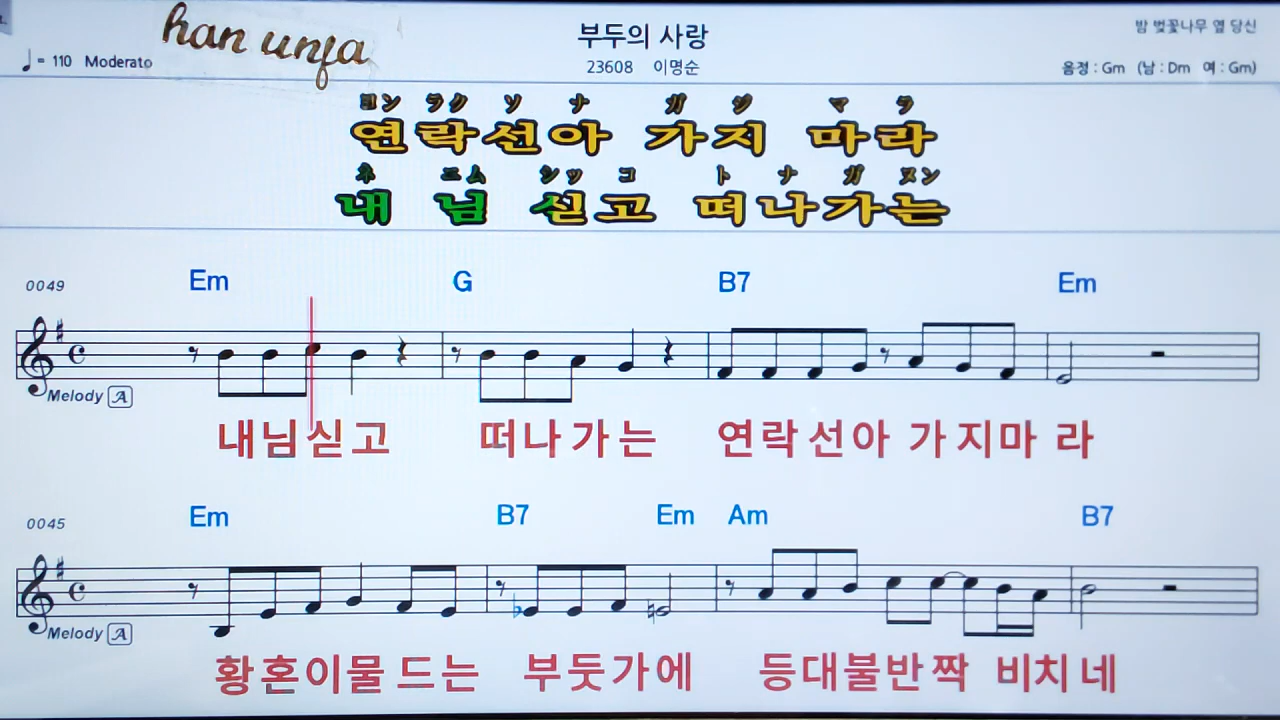 han unfa
부두의 사랑
밤 벚꽃나무 옆 당신
♩= 110 Moderato
23608 이명순
음정 : Gm (남 : Dm 여 : Gm)
ヨン ラク ソ ナ ガ ジ マ ラ
연락선아 가지 마라
ネ ニム シッ コ ト ナ ガ ヌン
내 님 싣고 떠나가는
0049 Em G B7 Em
Melody A
내님싣고 떠나가는 연락선아 가지마라
0045 Em B7 Em Am B7
Melody A
황혼이물드는 부둣가에 등대불반짝 비치네